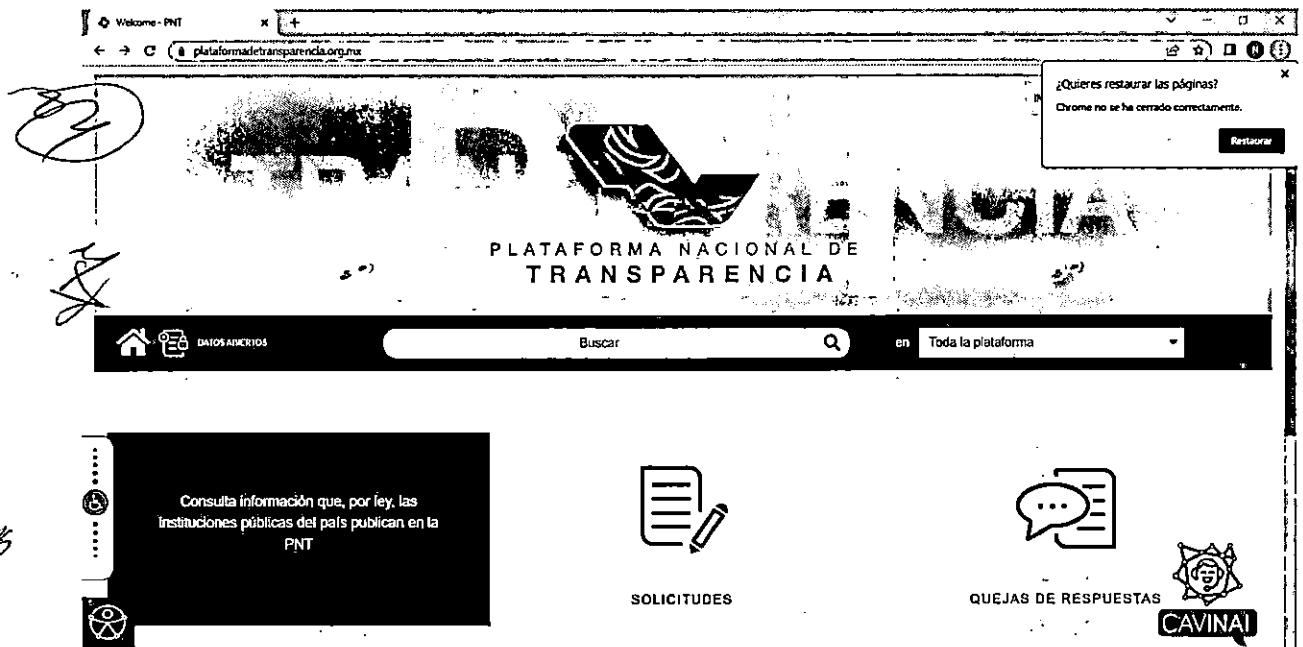 Welcome - PNT
plataformadetransparencia.org.mx
¿Quieres restaurar las páginas?
Chrome no se ha cerrado correctamente.
Restaurar
PLATAFORMA NACIONAL DE
TRANSPARENCIA
DATOS ABIERTOS
Buscar
en
Toda la plataforma
Consulta información que, por ley, las
instituciones públicas del país publican en la
PNT
SOLICITUDES
QUEJAS DE RESPUESTAS
CAVINAI